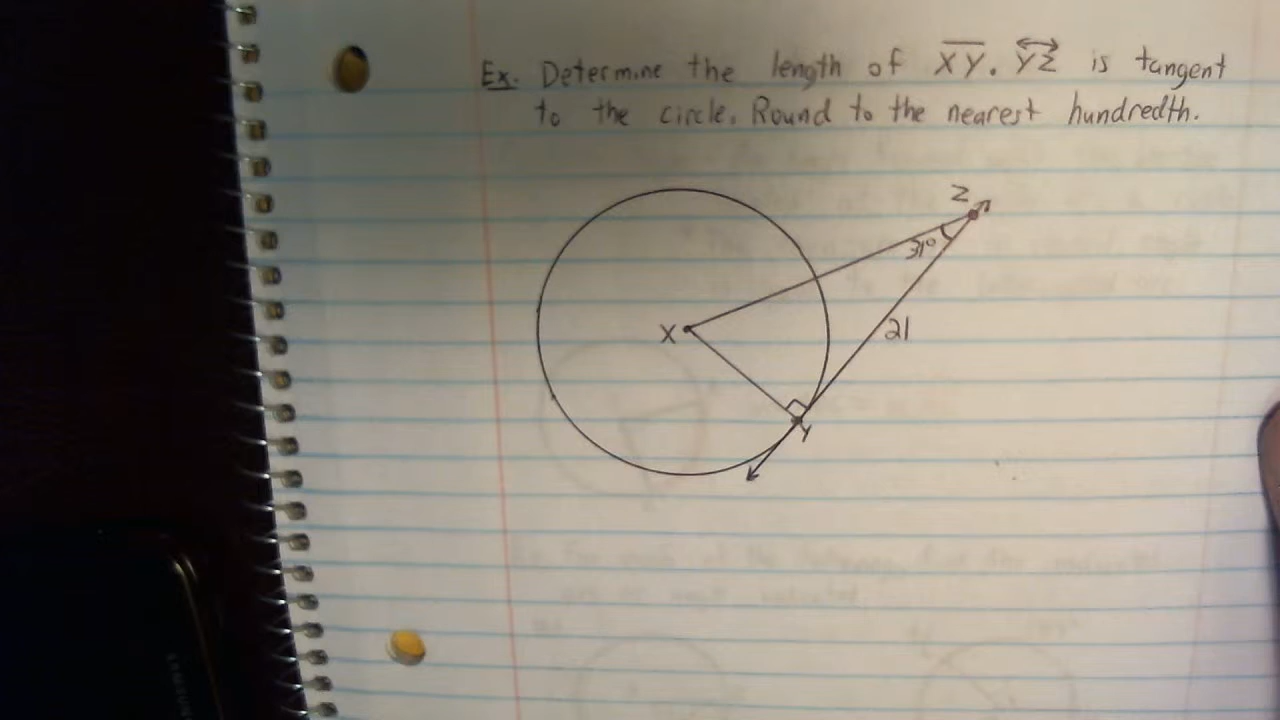 Ex. Determine the length of XY. YZ is tangent
to the circle. Round to the nearest hundredth.
Z
31°
X
21
Y